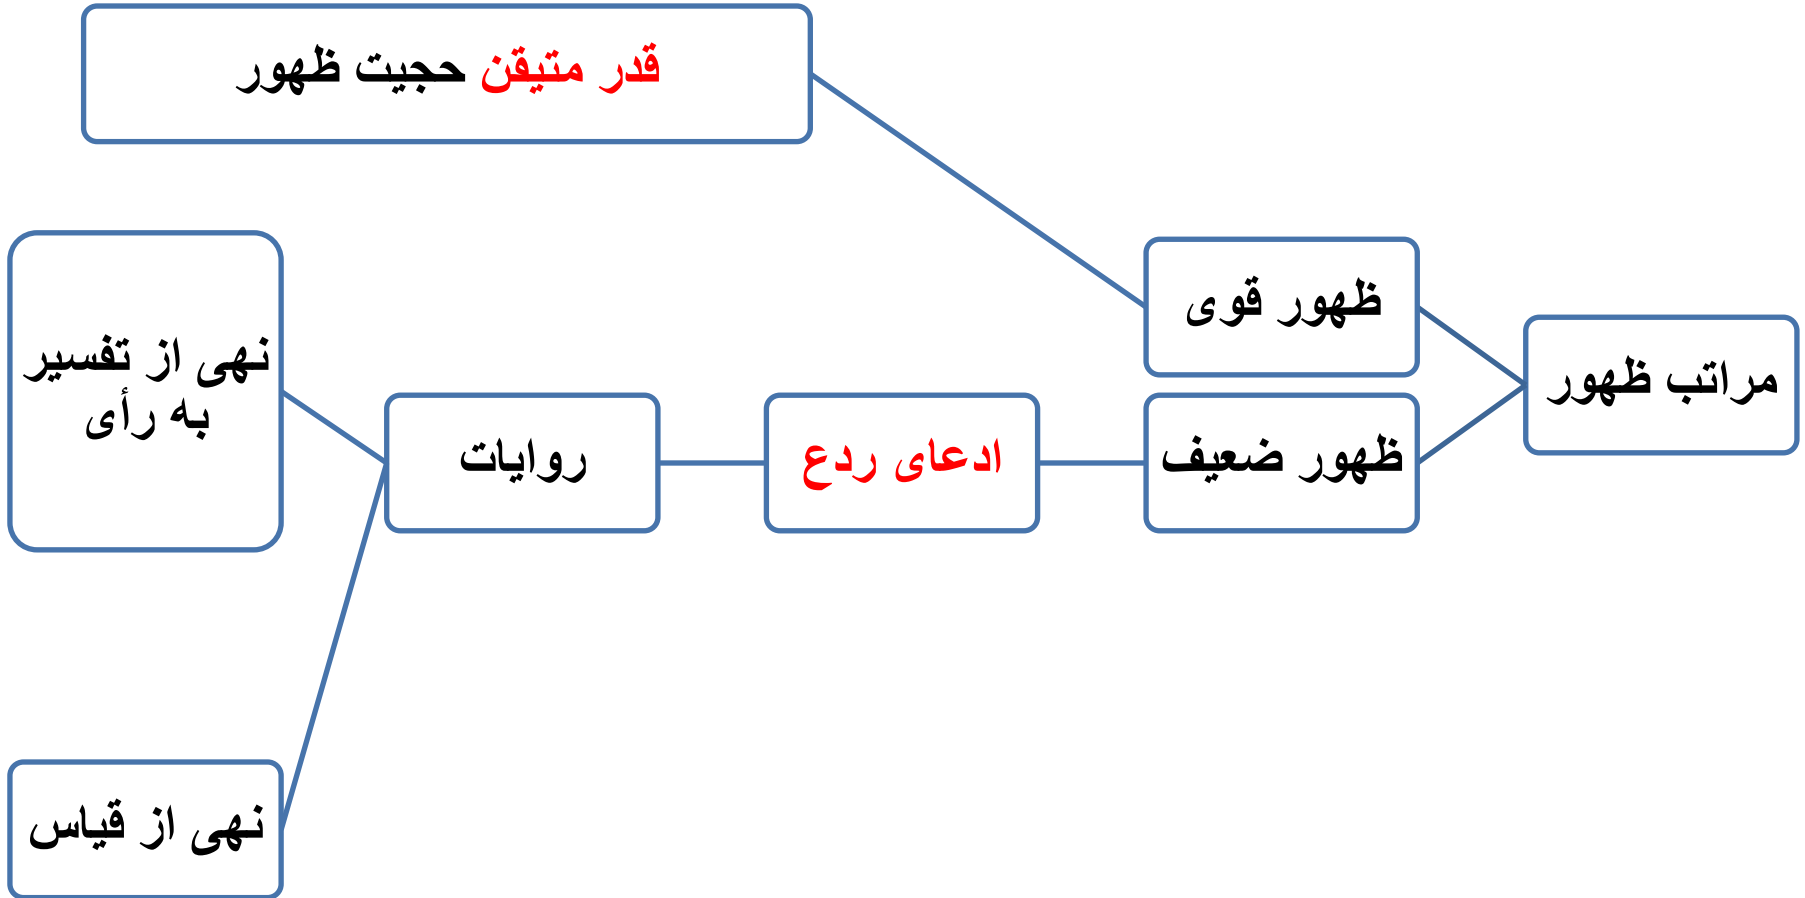 قدر متیقن حجیت ظهور
مراتب ظهور
ظهور قوی
ظهور ضعیف
ادعای ردع
روایات
نهی از تفسیر
به رأی
نهی از قیاس